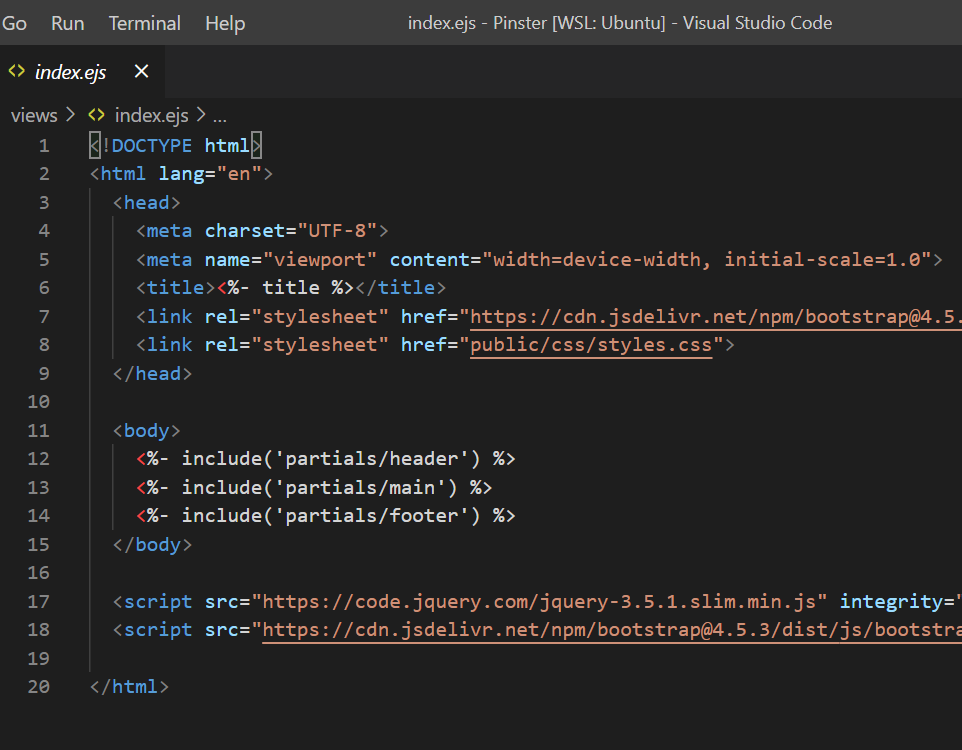 Go Run Terminal Help index.ejs - Pinster [WSL: Ubuntu] - Visual Studio Code
<> index.ejs ×
views > <> index.ejs > ...
1 <!DOCTYPE html>
2 <html lang="en">
3 <head>
4 <meta charset="UTF-8">
5 <meta name="viewport" content="width=device-width, initial-scale=1.0">
6 <title><%- title %></title>
7 <link rel="stylesheet" href="https://cdn.jsdelivr.net/npm/bootstrap@4.5.
8 <link rel="stylesheet" href="public/css/styles.css">
9 </head>
10
11 <body>
12 <%- include('partials/header') %>
13 <%- include('partials/main') %>
14 <%- include('partials/footer') %>
15 </body>
16
17 <script src="https://code.jquery.com/jquery-3.5.1.slim.min.js" integrity="
18 <script src="https://cdn.jsdelivr.net/npm/bootstrap@4.5.3/dist/js/bootstra
19
20 </html>